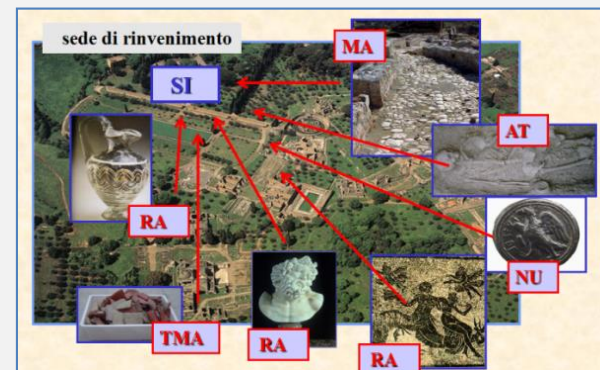 sede di rinvenimento
MA
SI
AT
RA
NU
TMA
RA
RA